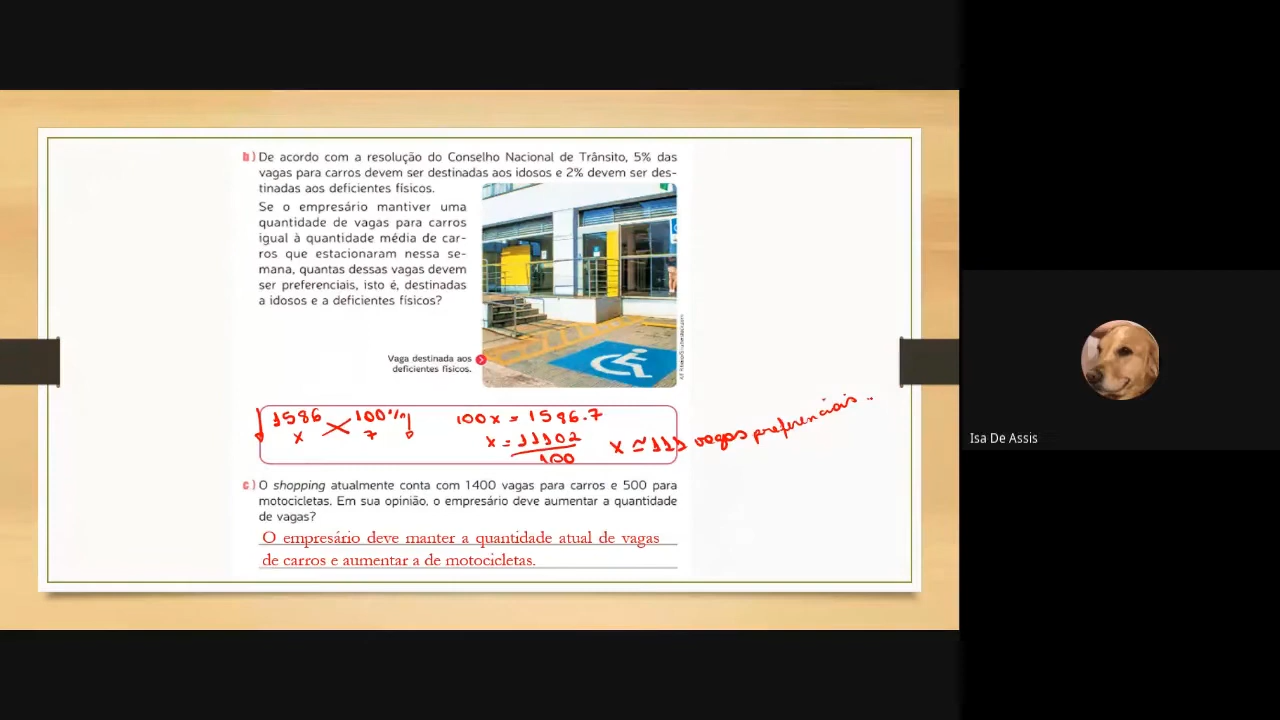 b) De acordo com a resolução do Conselho Nacional de Trânsito, 5% das
vagas para carros devem ser destinadas aos idosos e 2% devem ser des-
tinadas aos deficientes físicos.
Se o empresário mantiver uma
quantidade de vagas para carros
igual à quantidade média de car-
ros que estacionaram nessa se-
mana, quantas dessas vagas devem
ser preferenciais, isto é, destinadas
a idosos e a deficientes físicos?
Vaga destinada aos
deficientes físicos.
1586 100%
x 7
100x = 1586.7
x = 11102
100
x ≃ 111 vagas preferenciais..
c) O shopping atualmente conta com 1400 vagas para carros e 500 para
motocicletas. Em sua opinião, o empresário deve aumentar a quantidade
de vagas?
O empresário deve manter a quantidade atual de vagas
de carros e aumentar a de motocicletas.
Isa De Assis